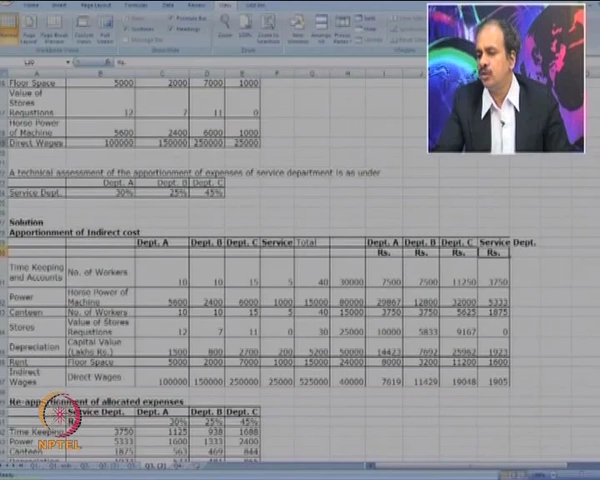 Floor Space 5000 2000 7000 1000
Value of
Stores
Requstions 12 7 11 0
Horse Power
of Machine 5600 2400 6000 1000
Direct Wages 100000 150000 250000 25000
A technical assessment of the apportionment of expenses of service department is as under
Dept. A Dept. B Dept. C
Service Dept. 30% 25% 45%
Solution
Apportionment of Indirect cost
Dept. A Dept. B Dept. C Service Total Dept. A Dept. B Dept. C Service Dept.
Rs. Rs. Rs. Rs.
Time Keeping
and Accounts No. of Workers 10 10 15 5 40 30000 7500 7500 11250 3750
Power Horse Power of
Machine 5600 2400 6000 1000 15000 80000 29867 12800 32000 5333
Canteen No. of Workers 10 10 15 5 40 15000 3750 3750 5625 1875
Stores Value of Stores
Requstions 12 7 11 0 30 25000 10000 5833 9167 0
Depreciation Capital Value
(Lakhs Rs.) 1500 800 2700 200 5200 50000 14423 7692 25962 1923
Rent Floor Space 5000 2000 7000 1000 15000 24000 8000 3200 11200 1600
Indirect
Wages Direct Wages 100000 150000 250000 25000 525000 40000 7619 11429 19048 1905
Re-apportionment of allocated expenses
Service Dept. Dept. A Dept. B Dept. C
30% 25% 45%
Time Keeping 3750 1125 938 1688
Power 5333 1600 1333 2400
Canteen 1875 563 469 844
NPTEL